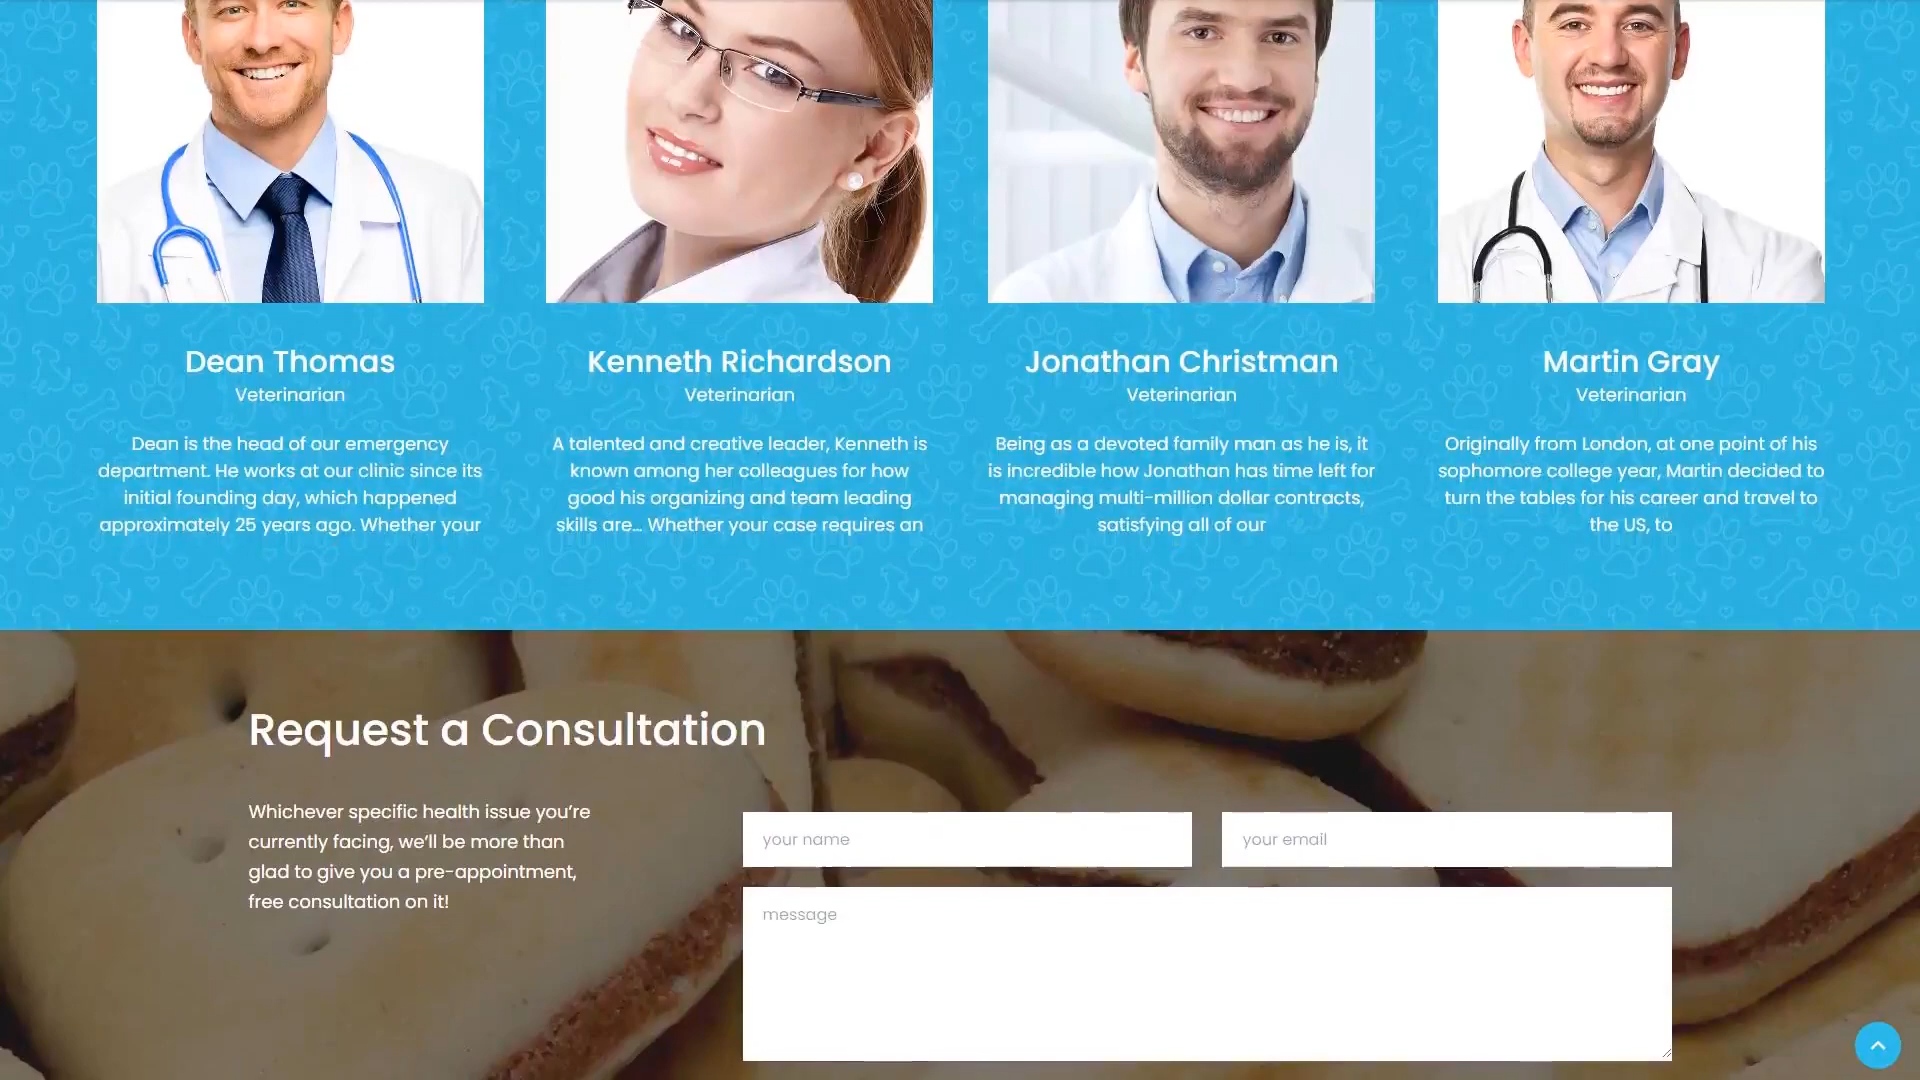 Dean Thomas
Veterinarian
Dean is the head of our emergency
department. He works at our clinic since its
initial founding day, which happened
approximately 25 years ago. Whether your
Kenneth Richardson
Veterinarian
A talented and creative leader, Kenneth is
known among her colleagues for how
good his organizing and team leading
skills are... Whether your case requires an
Jonathan Christman
Veterinarian
Being as a devoted family man as he is, it
is incredible how Jonathan has time left for
managing multi-million dollar contracts,
satisfying all of our
Martin Gray
Veterinarian
Originally from London, at one point of his
sophomore college year, Martin decided to
turn the tables for his career and travel to
the US, to
Request a Consultation
Whichever specific health issue you’re
currently facing, we’ll be more than
glad to give you a pre-appointment,
free consultation on it!
your name
your email
message